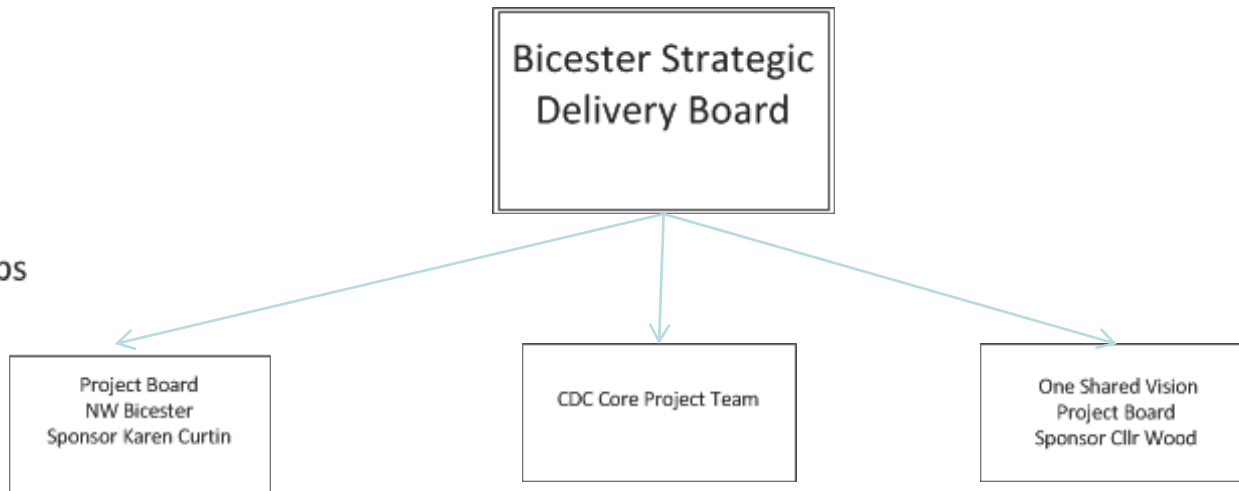 Bicester Strategic
Delivery Board
Project Board
NW Bicester
Sponsor Karen Curtin
CDC Core Project Team
One Shared Vision
Project Board
Sponsor Cllr Wood